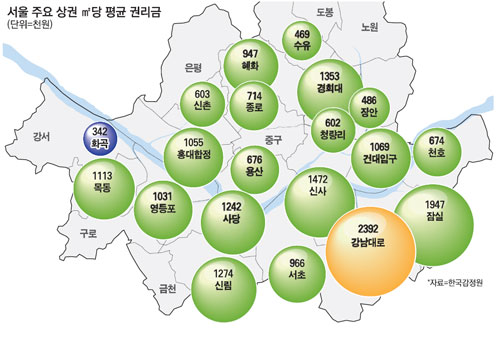 서울 주요 상권 ㎡당 평균 권리금
(단위=천원)
도봉
노원
469
수유
은평
947
혜화
1353
경희대
603
신촌
714
종로
486
장안
강서
342
화곡
602
청량리
중구
1055
홍대합정
1069
건대입구
674
천호
676
용산
1113
목동
1472
신사
1031
영등포
1242
사당
1947
잠실
구로
2392
강남대로
966
서초
1274
신림
금천
*자료=한국감정원